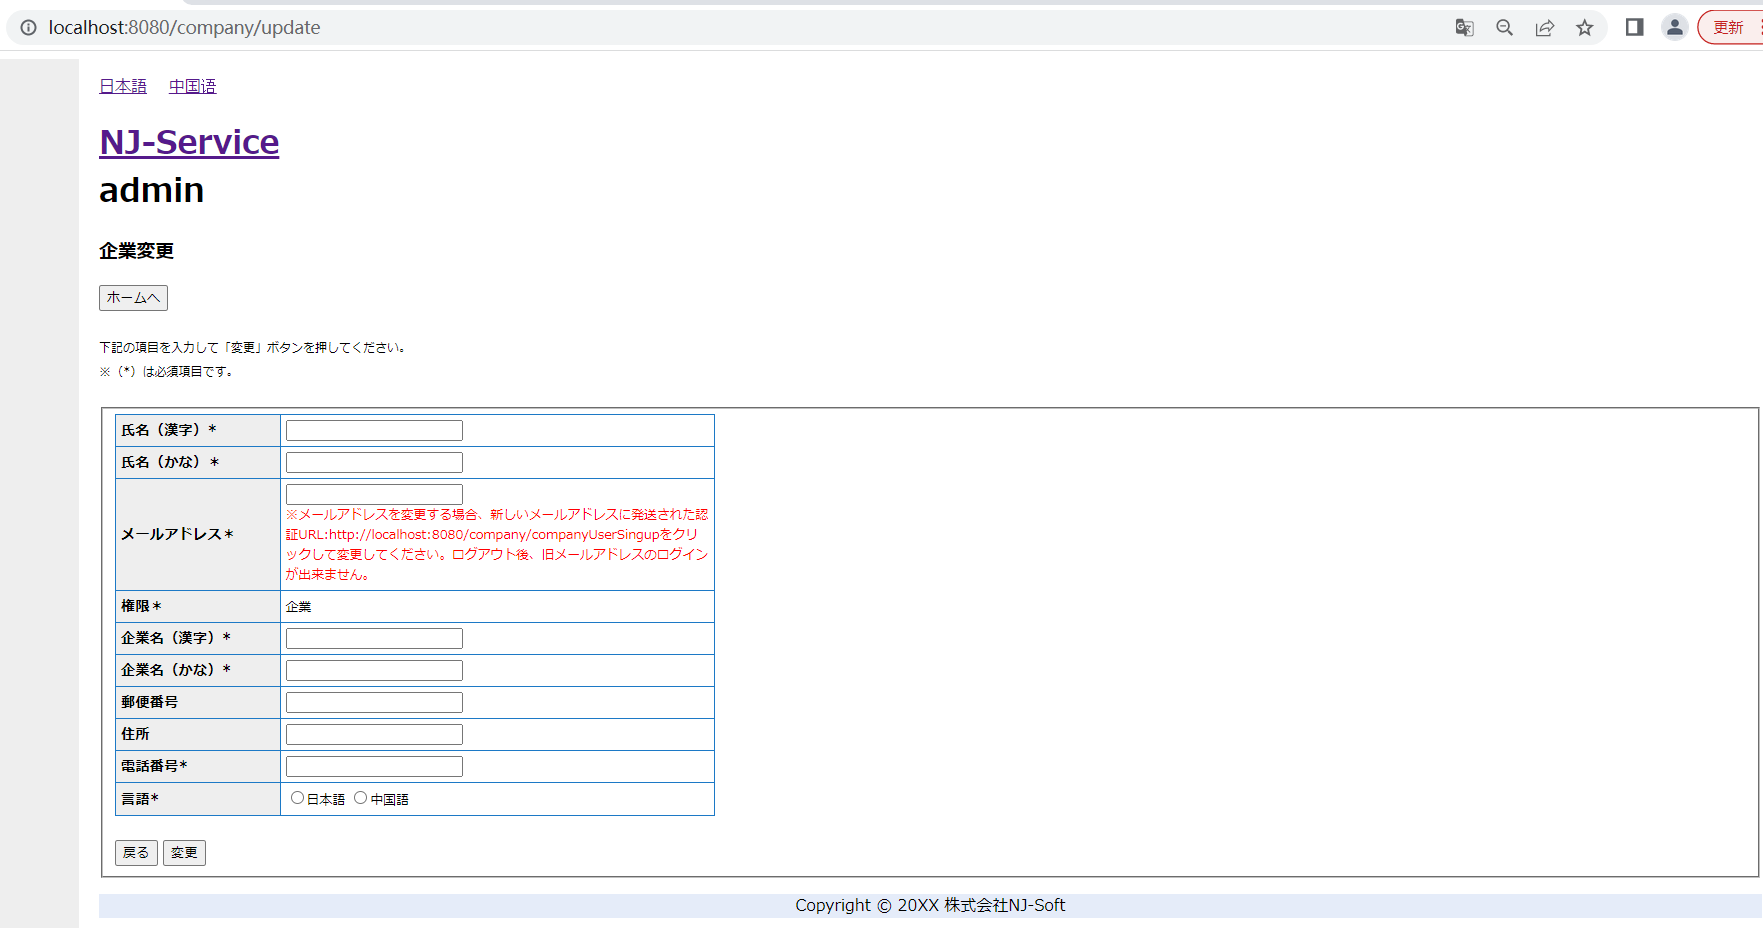 localhost:8080/company/update
更新
日本語 中国语
NJ-Service
admin
企業変更
ホームへ
下記の項目を入力して「変更」ボタンを押してください。
※（*）は必須項目です。
氏名（漢字）*
氏名（かな）*
メールアドレス*
※メールアドレスを変更する場合、新しいメールアドレスに発送された認
証URL:http://localhost:8080/company/companyUserSingupをクリ
ックして変更してください。ログアウト後、旧メールアドレスのログイン
が出来ません。
権限* 企業
企業名（漢字）*
企業名（かな）*
郵便番号
住所
電話番号*
言語* 日本語 中国語
戻る 変更
Copyright © 20XX 株式会社NJ-Soft